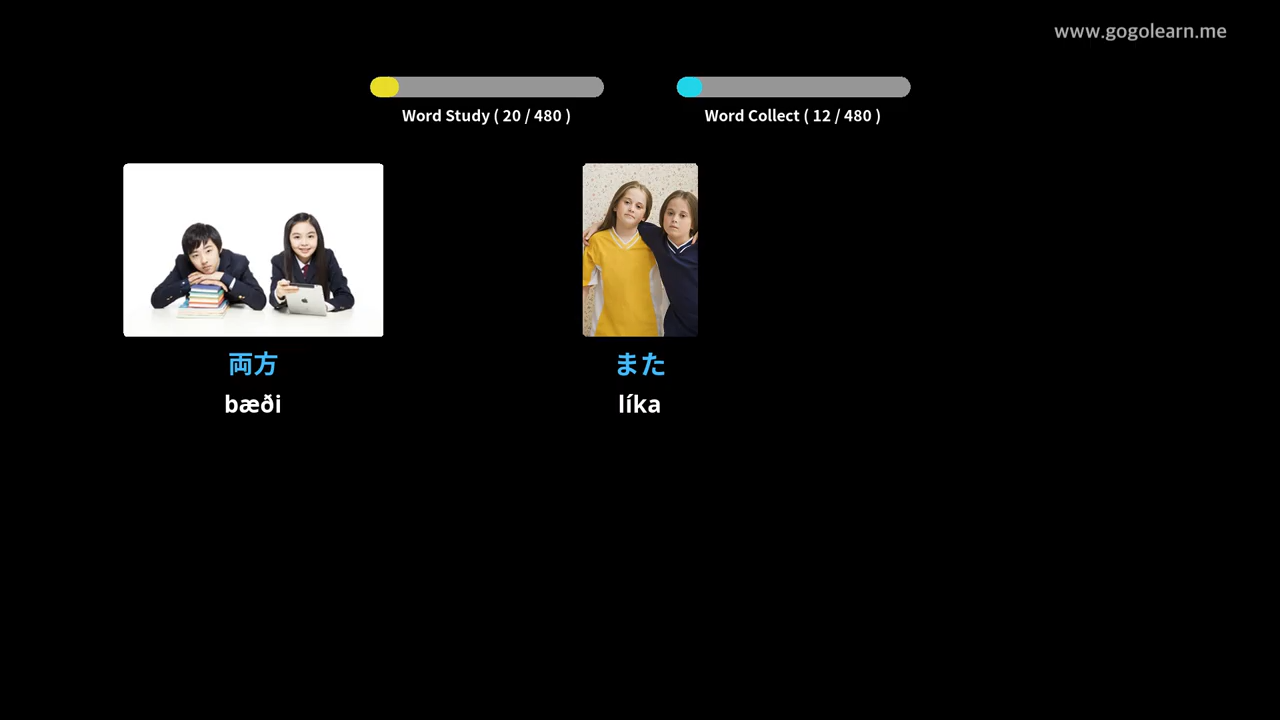 www.gogolearn.me
Word Study ( 20 / 480 )
Word Collect ( 12 / 480 )
両方
bæði
また
líka